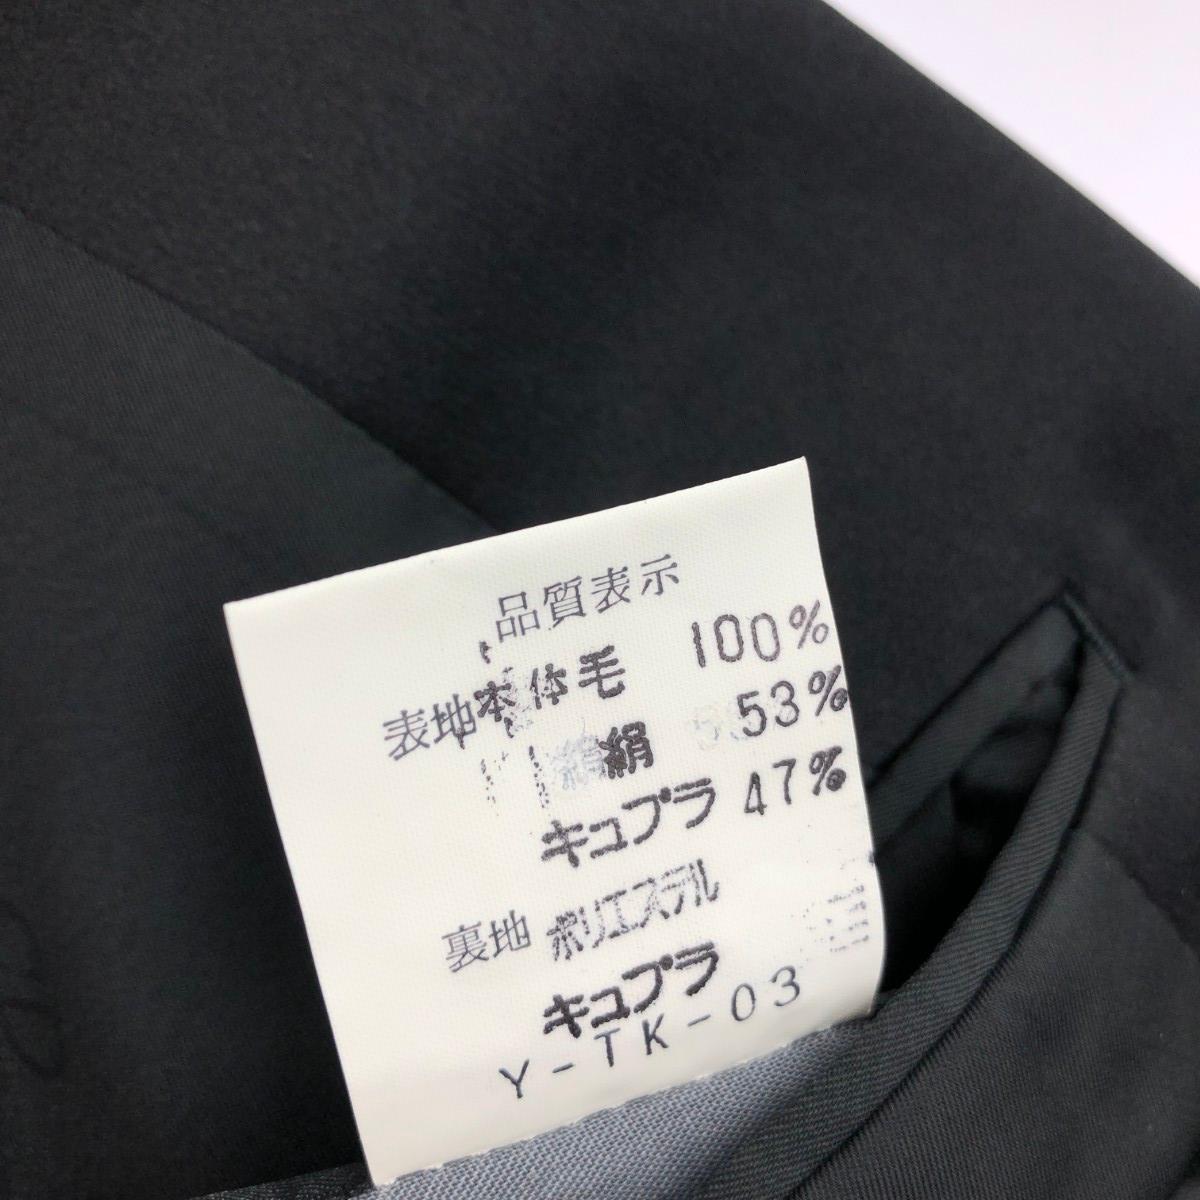 品質表示
表地本体毛 100%
絹 53%
キュプラ 47%
裏地 ポリエステル
キュプラ
Y-TK-03